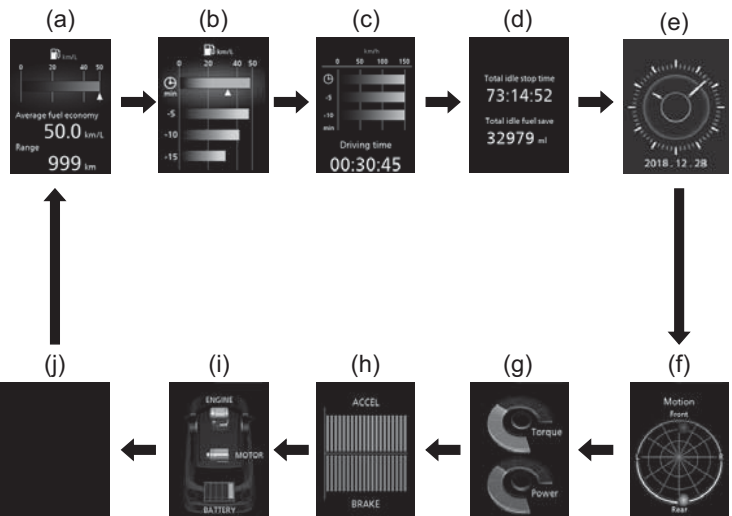 (a)
km/L
0 20 40 50
Average fuel economy
50.0 km/L
Range
999 km
(b)
km/L
0 20 40 50
min
-5
-10
-15
(c)
km/h
0 50 100 150
-5
-10
min
Driving time
00:30:45
(d)
Total idle stop time
73:14:52
Total idle fuel save
32979 ml
(e)
2018.12.28
(f)
Motion
Front
L
R
Rear
(g)
Torque
Power
(h)
ACCEL
BRAKE
(i)
ENGINE
MOTOR
BATTERY
(j)